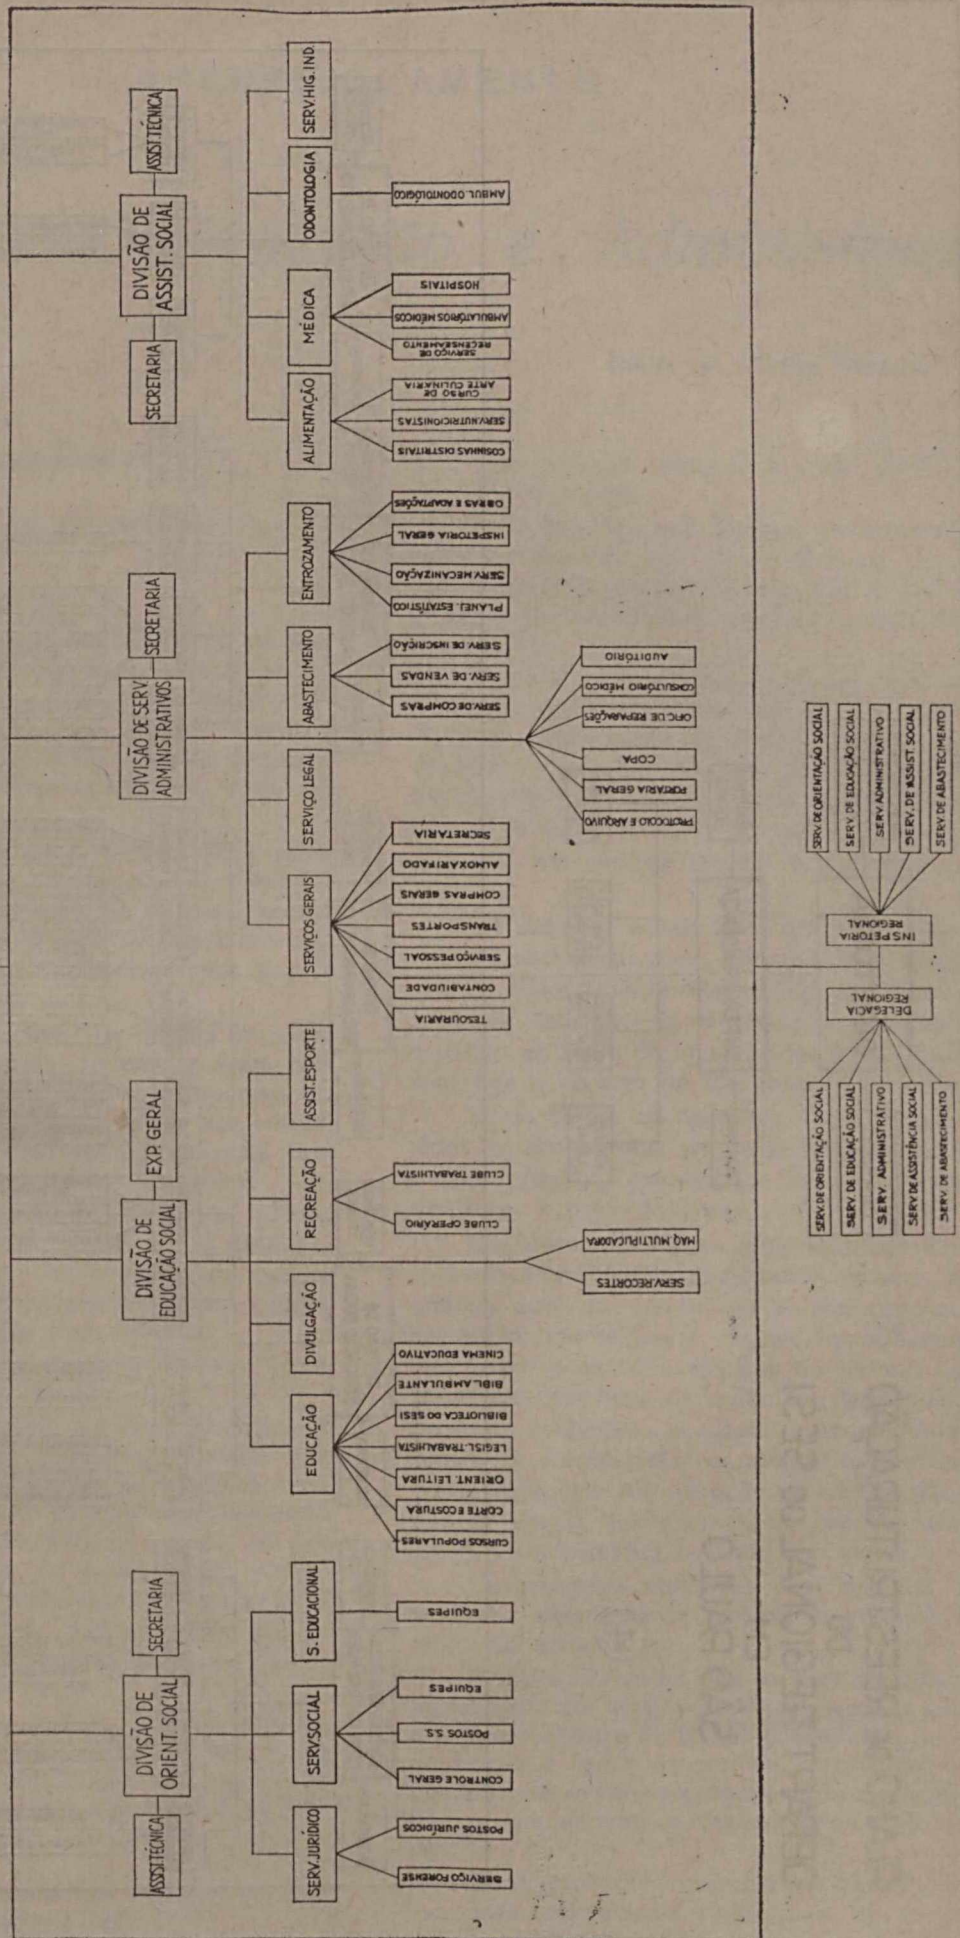 DIVISÃO DE
ORIENT. SOCIAL
ASSIST.TÉCNICA
SECRETARIA
SERV.JURÍDICO
SERVIÇO FORENSE
POSTOS JURÍDICOS
SERV.SOCIAL
CONTROLE GERAL
POSTOS S.S.
EQUIPES
S. EDUCACIONAL
EQUIPES
DIVISÃO DE
EDUCAÇÃO SOCIAL
EXP. GERAL
EDUCAÇÃO
CURSOS POPULARES
CORTE E COSTURA
ORIENT. LEITURA
LEGISL.TRABALHISTA
BIBLIOTECA DO SESI
BIBL.AMBULANTE
CINEMA EDUCATIVO
DIVULGAÇÃO
RECREAÇÃO
CLUBE OPERÁRIO
CLUBE TRABALHISTA
ASSIST.ESPORTE
SERV.RECORTES
MAQ MULTIPLICADORA
DIVISÃO DE SERV.
ADMINISTRATIVOS
SECRETARIA
SERVIÇOS GERAIS
TESOURARIA
CONTABILIDADE
SERVIÇO PESSOAL
TRANSPORTES
COMPRAS GERAIS
ALMOXARIFADO
SECRETARIA
SERVIÇO LEGAL
ABASTECIMENTO
SERV.DE COMPRAS
SERV. DE VENDAS
SERV. DE INSCRIÇÃO
ENTROZAMENTO
PLANEJ. ESTATÍSTICO
SERV.MECANIZAÇÃO
INSPETORIA GERAL
OBRAS E ADAPTAÇÕES
PROTOCOLO E ARQUIVO
PORTARIA GERAL
COPA
OFIC.DE REPARAÇÕES
CONSULTÓRIO MÉDICO
AUDITÓRIO
DIVISÃO DE
ASSIST. SOCIAL
SECRETARIA
ASSIST.TÉCNICA
ALIMENTAÇÃO
COSINHAS DISTRITAIS
SERV.NUTRICIONISTAS
CURSO DE
ARTE CULINARIA
MÉDICA
SERVIÇO DE
RECENSEAMENTO
AMBULATÓRIOS MÉDICOS
HOSPITAIS
ODONTOLOGIA
AMBUL. ODONTOLÓGICO
SERV.HIG.IND.
DELEGACIA
REGIONAL
SERV.DE ORIENTAÇÃO SOCIAL
SERV. DE EDUCAÇÃO SOCIAL
SERV. ADMINISTRATIVO
SERV DE ASSISTÊNCIA SOCIAL
SERV. DE ABASTECIMENTO
INSPETORIA
REGIONAL
SERV.DE ORIENTAÇÃO SOCIAL
SERV. DE EDUCAÇÃO SOCIAL
SERV.ADMINISTRATIVO
SERV. DE ASSIST. SOCIAL
SERV.DE ABASTECIMENTO